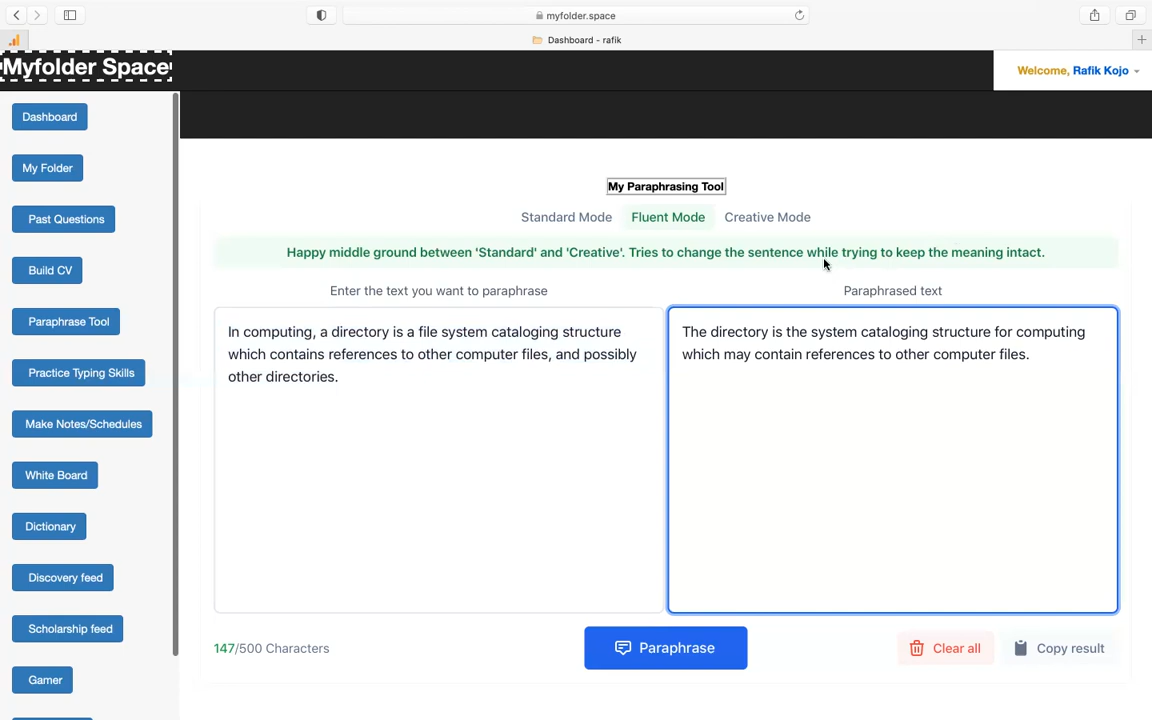 myfolder.space
Dashboard - rafik
Myfolder Space
Welcome, Rafik Kojo
Dashboard
My Folder
Past Questions
Build CV
Paraphrase Tool
Practice Typing Skills
Make Notes/Schedules
White Board
Dictionary
Discovery feed
Scholarship feed
Gamer
My Paraphrasing Tool
Standard Mode Fluent Mode Creative Mode
Happy middle ground between 'Standard' and 'Creative'. Tries to change the sentence while trying to keep the meaning intact.
Enter the text you want to paraphrase
In computing, a directory is a file system cataloging structure
which contains references to other computer files, and possibly
other directories.
Paraphrased text
The directory is the system cataloging structure for computing
which may contain references to other computer files.
147/500 Characters
Paraphrase
Clear all
Copy result